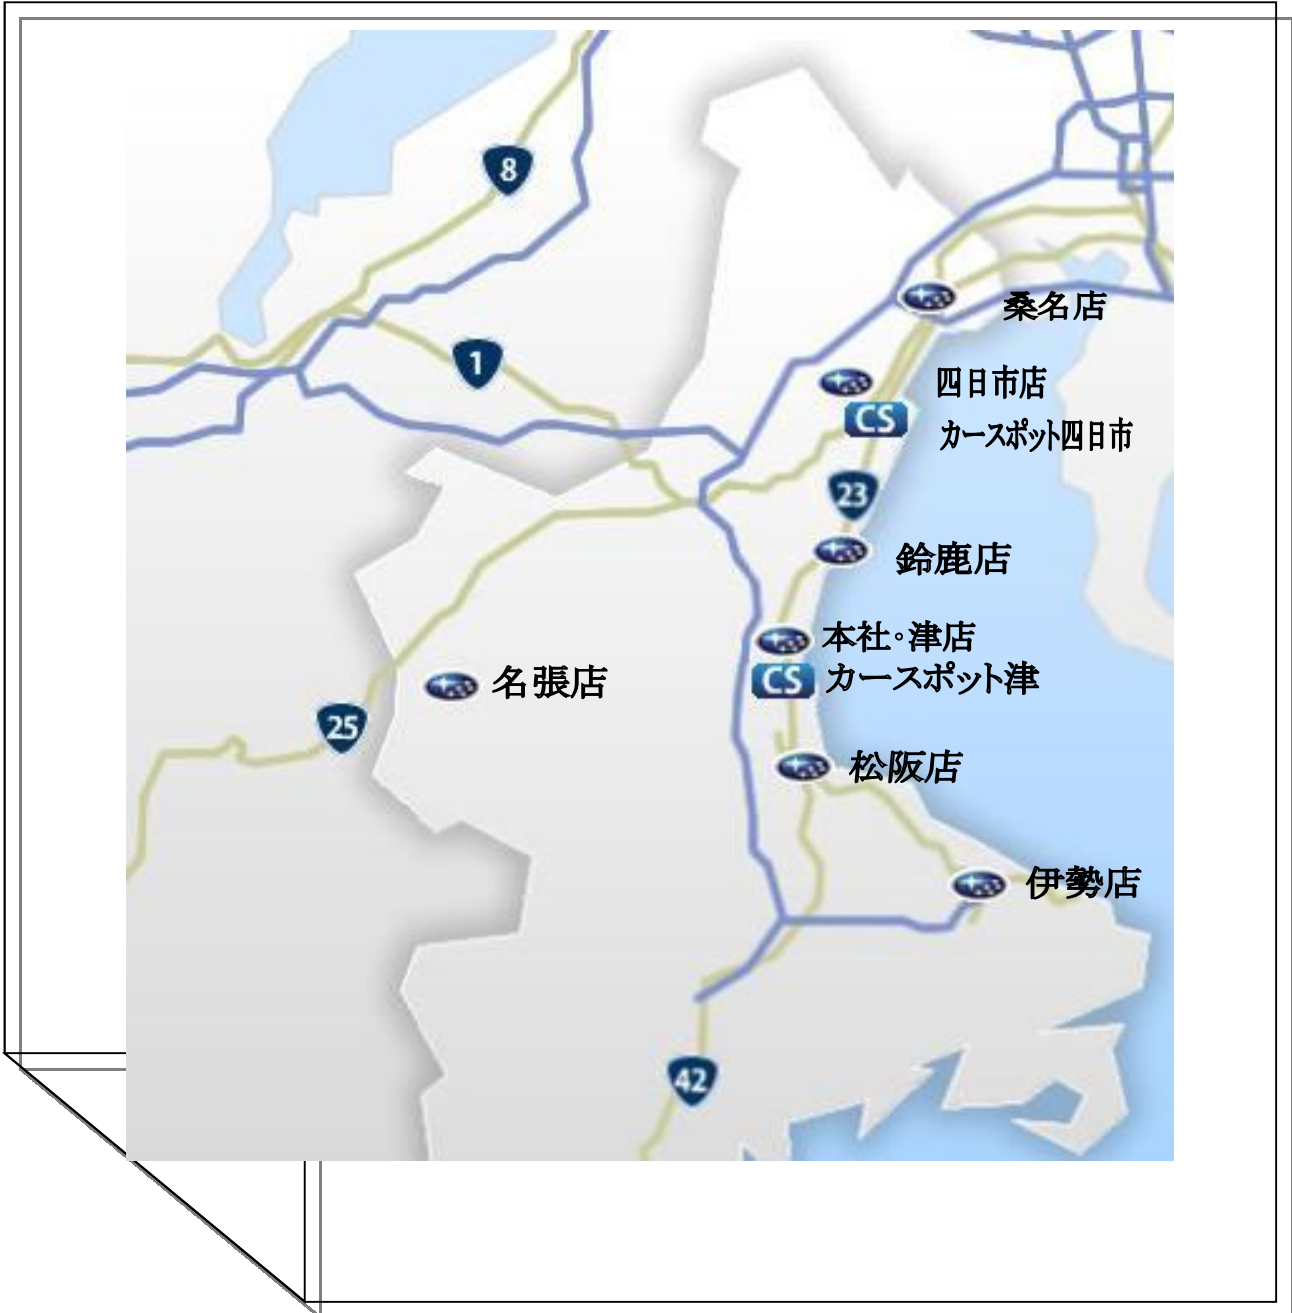 8
桑名店
1
四日市店
CS
カースポット四日市
23
鈴鹿店
本社・津店
CS カースポット津
名張店
25
松阪店
伊勢店
42